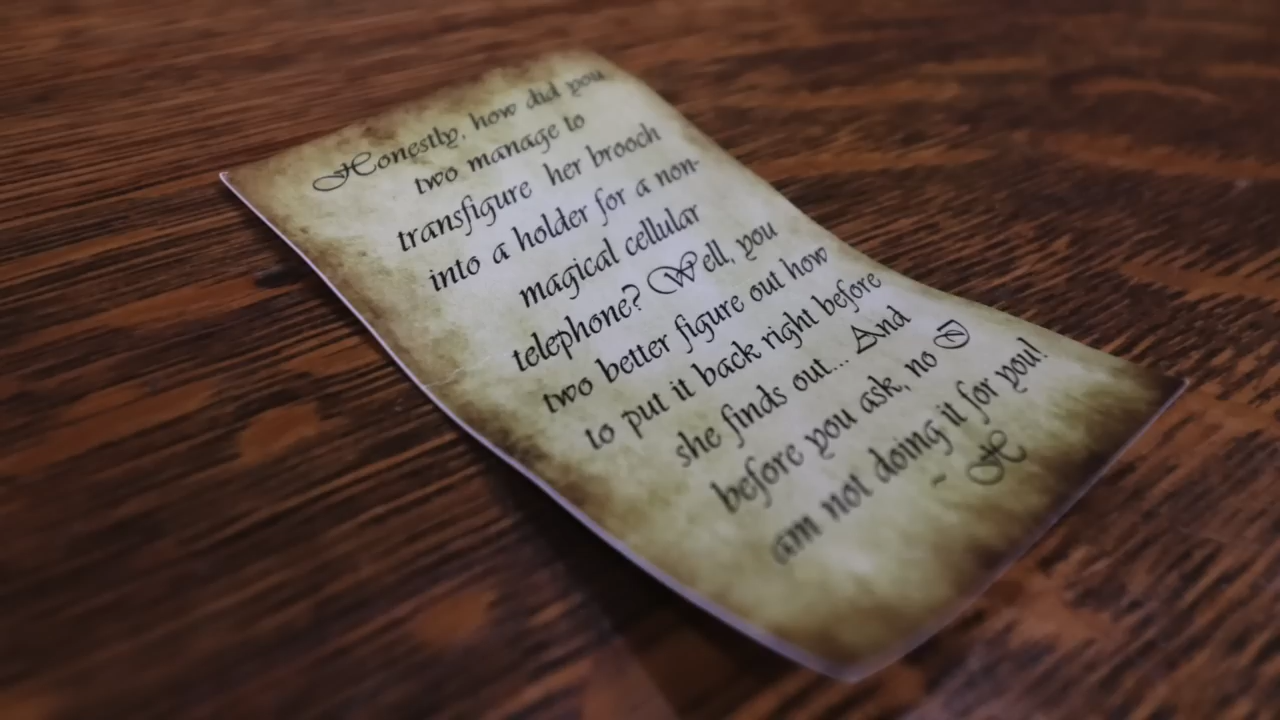 Honestly, how did you
two manage to
transfigure her brooch
into a holder for a non-
magical cellular
telephone? Well, you
two better figure out how
to put it back right before
she finds out... And
before you ask, no I
am not doing it for you!
~ H